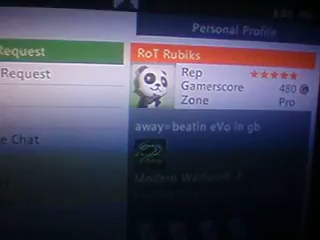 Personal Profile
Request
RoT Rubiks
Request
Rep
Gamerscore 480 G
Zone Pro
away=beatin eVo in gb
e Chat
Modern Warfare